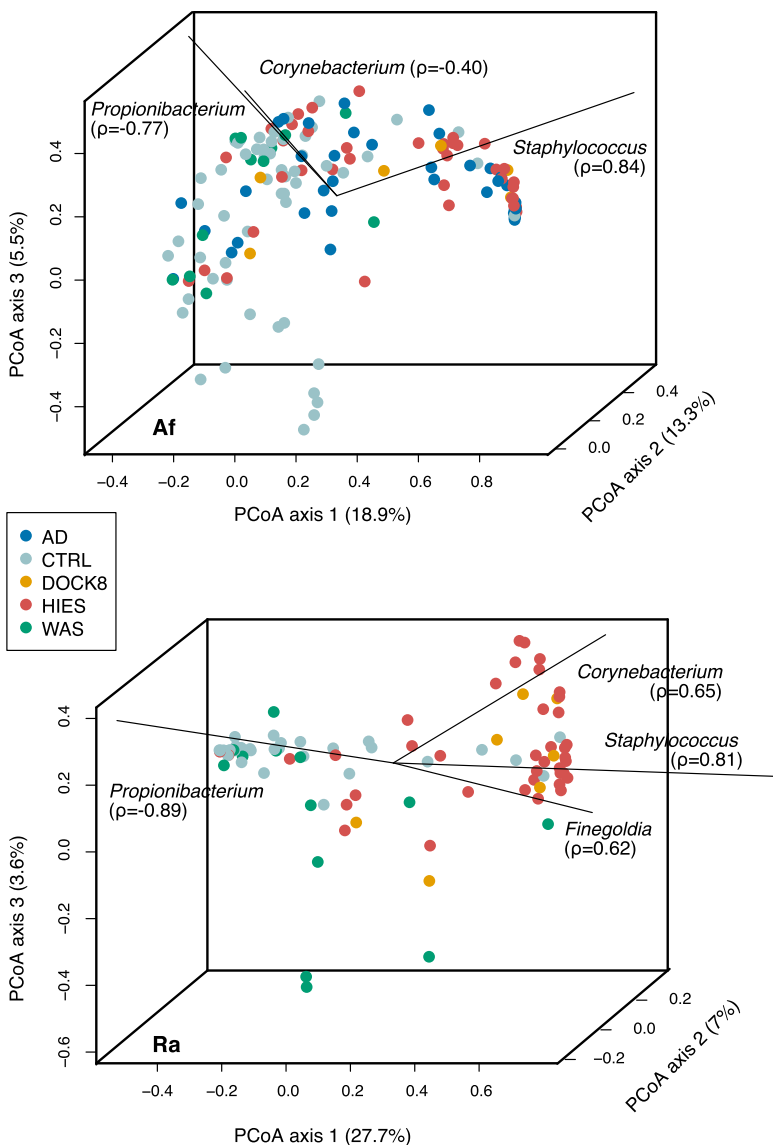 Corynebacterium (ρ=-0.40)
Propionibacterium
(ρ=-0.77)
Staphylococcus
(ρ=0.84)
PCoA axis 3 (5.5%)
0.4
0.2
0.0
−0.2
−0.4
Af
−0.4
−0.2
0.0
0.2
0.4
0.6
0.8
PCoA axis 1 (18.9%)
0.0
0.2
0.4
PCoA axis 2 (13.3%)
AD
CTRL
DOCK8
HIES
WAS
Corynebacterium
(ρ=0.65)
Staphylococcus
(ρ=0.81)
Propionibacterium
(ρ=-0.89)
Finegoldia
(ρ=0.62)
PCoA axis 3 (3.6%)
0.4
0.2
0.0
−0.2
−0.4
−0.6
Ra
−0.4
−0.2
0.0
0.2
0.4
0.6
PCoA axis 1 (27.7%)
−0.2
0.0
0.2
PCoA axis 2 (7%)